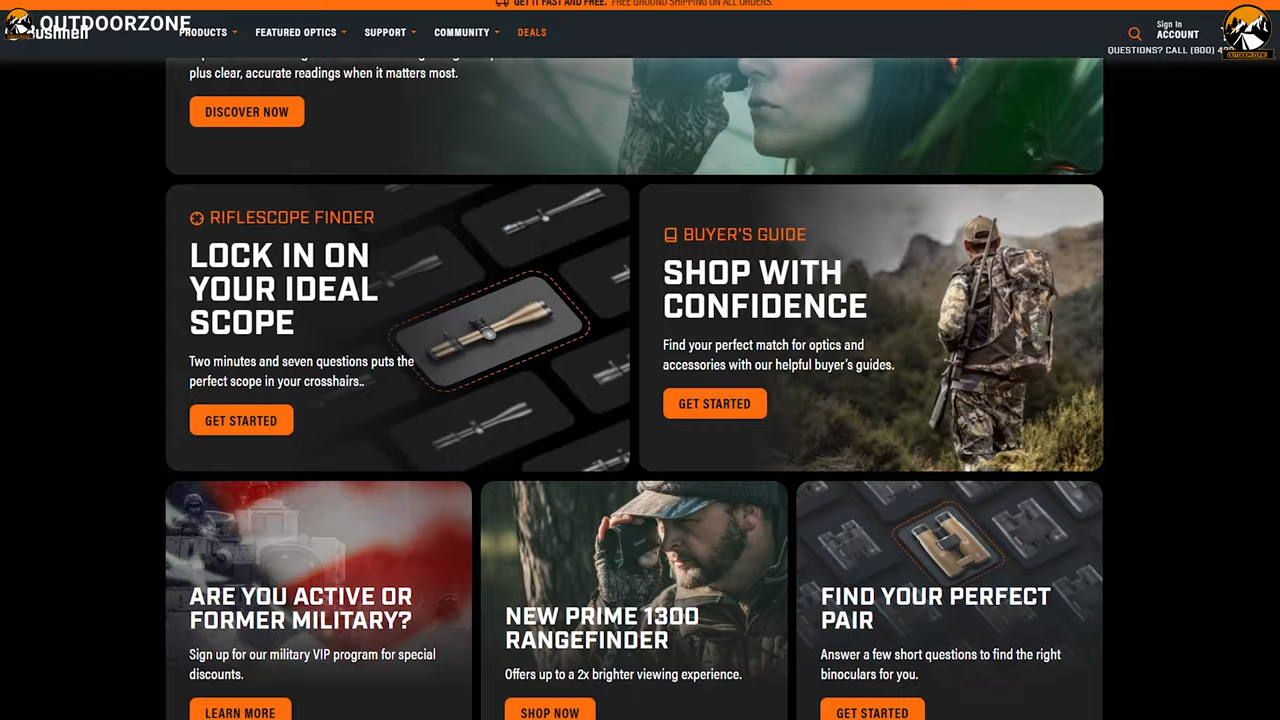 GET IT FAST AND FREE. FREE GROUND SHIPPING ON ALL ORDERS.
OUTDOORZONE
Bushnell
PRODUCTS
FEATURED OPTICS
SUPPORT
COMMUNITY
DEALS
Sign In
ACCOUNT
QUESTIONS? CALL (800)
OUTDOORZONE
plus clear, accurate readings when it matters most.
DISCOVER NOW
RIFLESCOPE FINDER
LOCK IN ON
YOUR IDEAL
SCOPE
Two minutes and seven questions puts the
perfect scope in your crosshairs..
GET STARTED
BUYER'S GUIDE
SHOP WITH
CONFIDENCE
Find your perfect match for optics and
accessories with our helpful buyer's guides.
GET STARTED
ARE YOU ACTIVE OR
FORMER MILITARY?
Sign up for our military VIP program for special
discounts.
LEARN MORE
NEW PRIME 1300
RANGEFINDER
Offers up to a 2x brighter viewing experience.
SHOP NOW
FIND YOUR PERFECT
PAIR
Answer a few short questions to find the right
binoculars for you.
GET STARTED